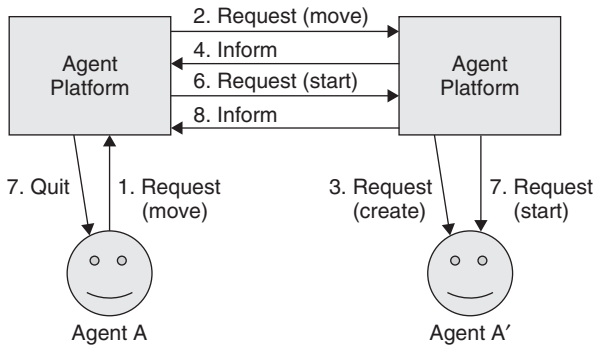 2. Request (move)
4. Inform
6. Request (start)
8. Inform
Agent
Platform
Agent
Platform
7. Quit
1. Request
(move)
3. Request
(create)
7. Request
(start)
Agent A
Agent A′